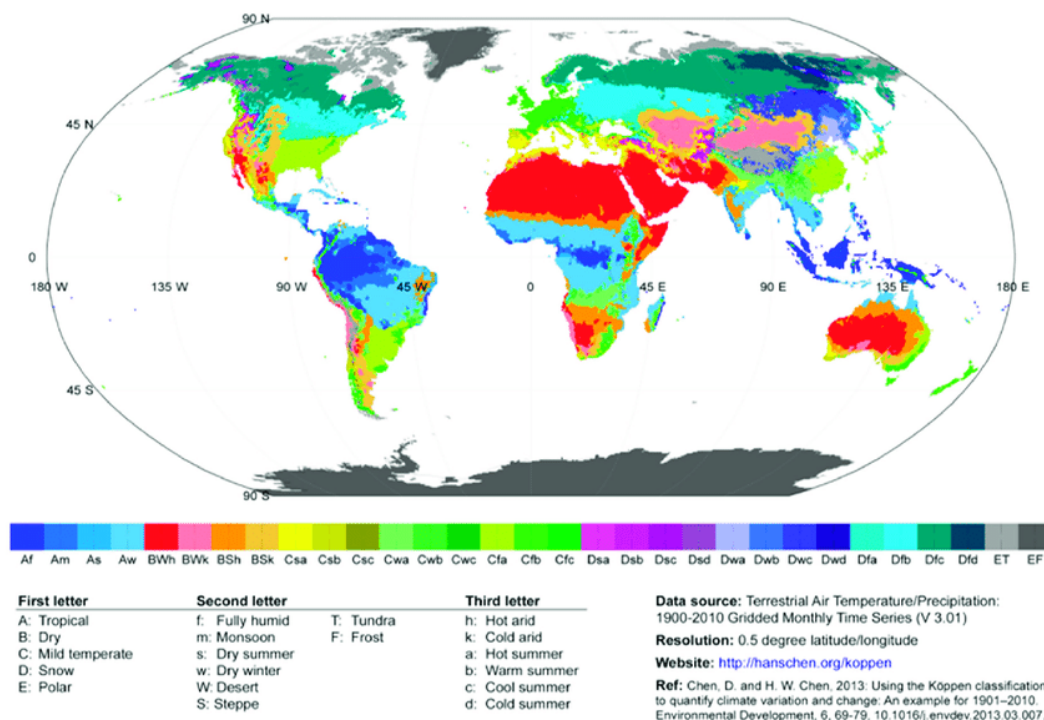 90 N
45 N
0
180 W 135 W 90 W 45 W 0 45 E 90 E 135 E 180 E
45 S
90 S
Af Am As Aw BWh BWk BSh BSk Csa Csb Csc Cwa Cwb Cwc Cfa Cfb Cfc Dsa Dsb Dsc Dsd Dwa Dwb Dwc Dwd Dfa Dfb Dfc Dfd ET EF
First letter
A: Tropical
B: Dry
C: Mild temperate
D: Snow
E: Polar
Second letter
f: Fully humid
m: Monsoon
s: Dry summer
w: Dry winter
W: Desert
S: Steppe
T: Tundra
F: Frost
Third letter
h: Hot arid
k: Cold arid
a: Hot summer
b: Warm summer
c: Cool summer
d: Cold summer
Data source: Terrestrial Air Temperature/Precipitation:
1900-2010 Gridded Monthly Time Series (V 3.01)
Resolution: 0.5 degree latitude/longitude
Website: http://hanschen.org/koppen
Ref: Chen, D. and H. W. Chen, 2013: Using the Köppen classification
to quantify climate variation and change: An example for 1901–2010.
Environmental Development, 6, 69-79, 10.1016/j.envdev.2013.03.007